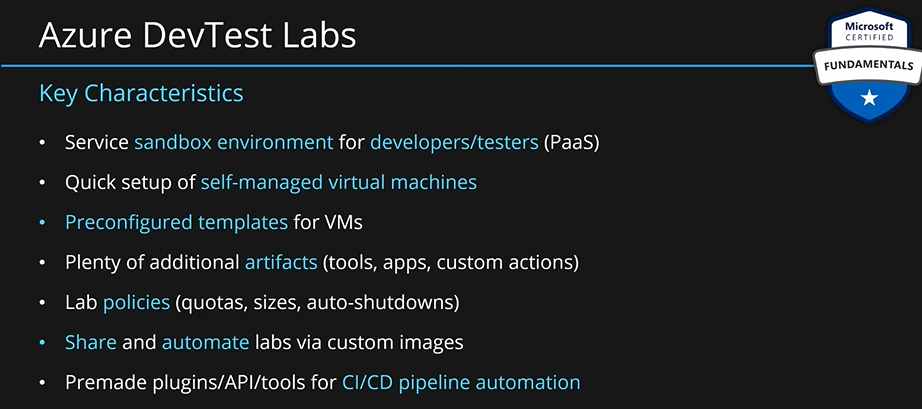 Azure DevTest Labs
Microsoft
CERTIFIED
FUNDAMENTALS
Key Characteristics
• Service sandbox environment for developers/testers (PaaS)
• Quick setup of self-managed virtual machines
• Preconfigured templates for VMs
• Plenty of additional artifacts (tools, apps, custom actions)
• Lab policies (quotas, sizes, auto-shutdowns)
• Share and automate labs via custom images
• Premade plugins/API/tools for CI/CD pipeline automation